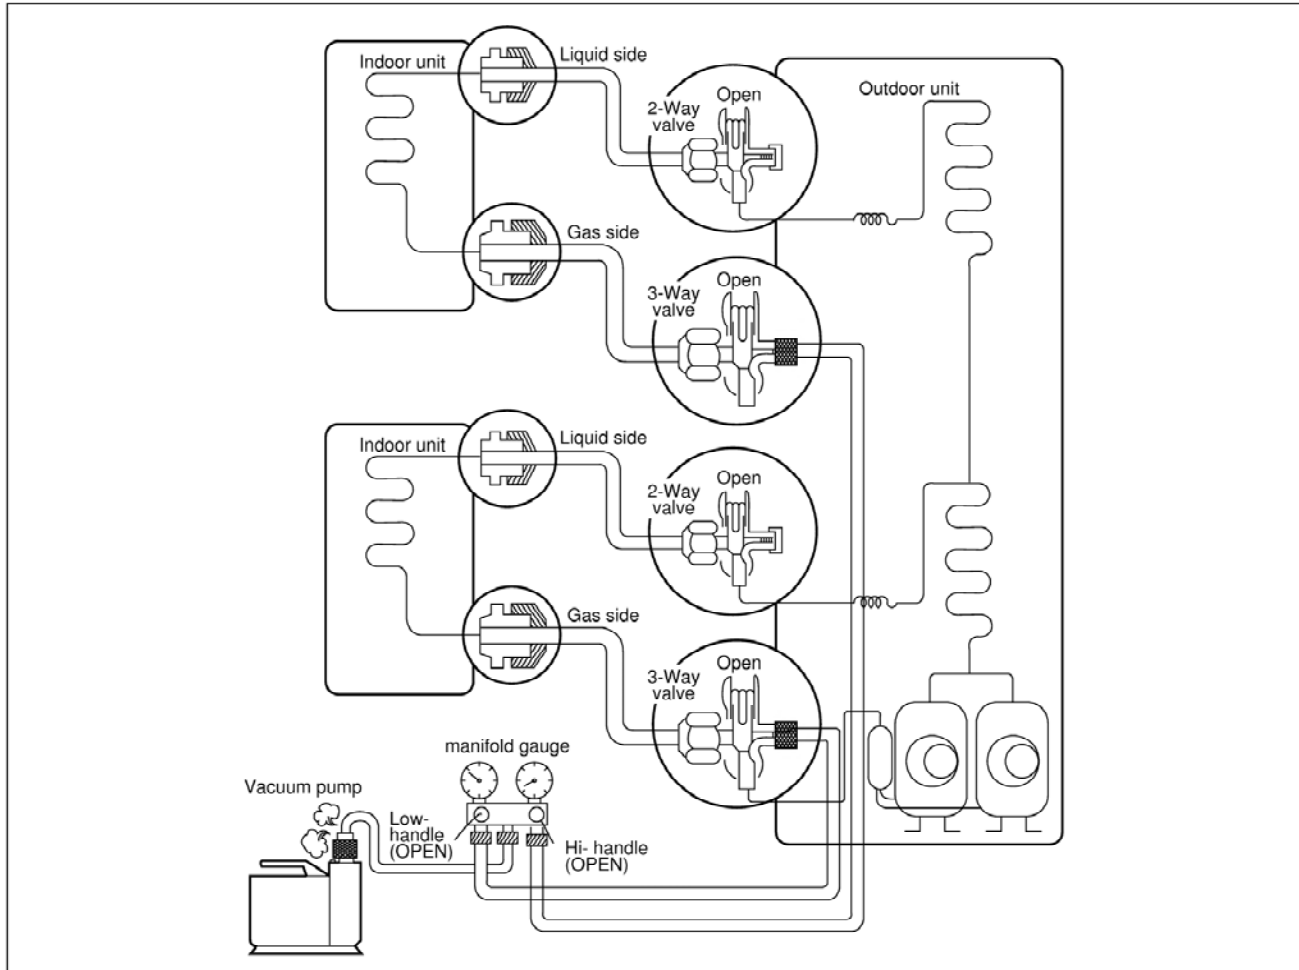 Indoor unit
Liquid side
2-Way
valve
Open
Outdoor unit
Gas side
3-Way
valve
Open
Indoor unit
Liquid side
2-Way
valve
Open
Gas side
3-Way
valve
Open
manifold gauge
Vacuum pump
Low-
handle
(OPEN)
Hi- handle
(OPEN)